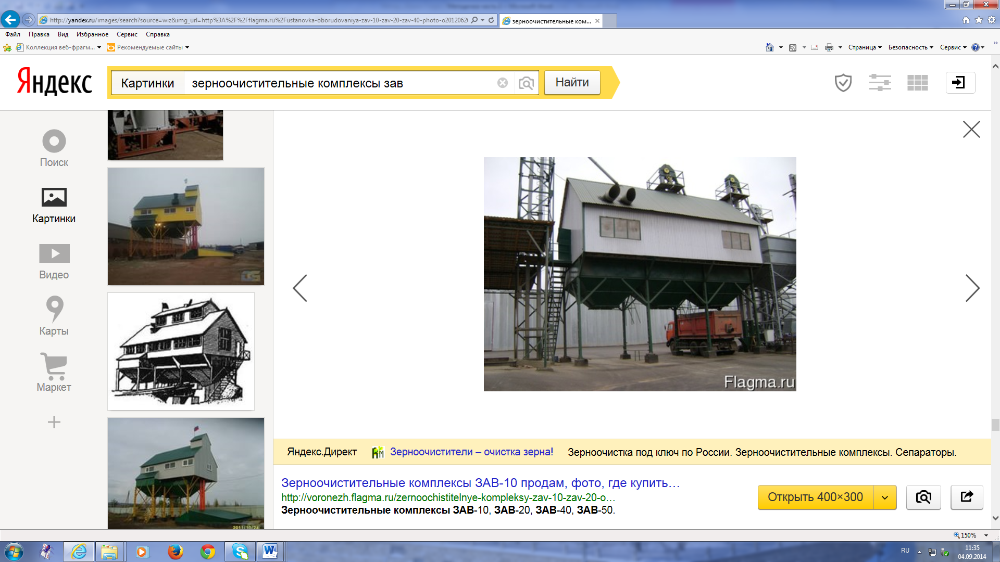 http://yandex.ru/images/search?source=wiz&img_url=http%3A%2F%2Fflagma.ru%2Fustanovka-oborudovaniya-zav-10-zav-20-zav-40-photo-o2012062
зерноочистительные ком...
Файл Правка Вид Избранное Сервис Справка
Коллекция веб-фрагм... Рекомендуемые сайты
Страница Безопасность Сервис
Яндекс
Картинки зерноочистительные комплексы зав Найти
Поиск
Картинки
Видео
Карты
Маркет
Flagma.ru
2011/10/24
Яндекс.Директ Зерноочистители – очистка зерна! Зерноочистка под ключ по России. Зерноочистительные комплексы. Сепараторы.
Зерноочистительные комплексы ЗАВ-10 продам, фото, где купить…
http://voronezh.flagma.ru/zernoochistitelnye-kompleksy-zav-10-zav-20-o…
Зерноочистительные комплексы ЗАВ-10, ЗАВ-20, ЗАВ-40, ЗАВ-50.
Открыть 400×300
150%
RU
11:35
04.09.2014